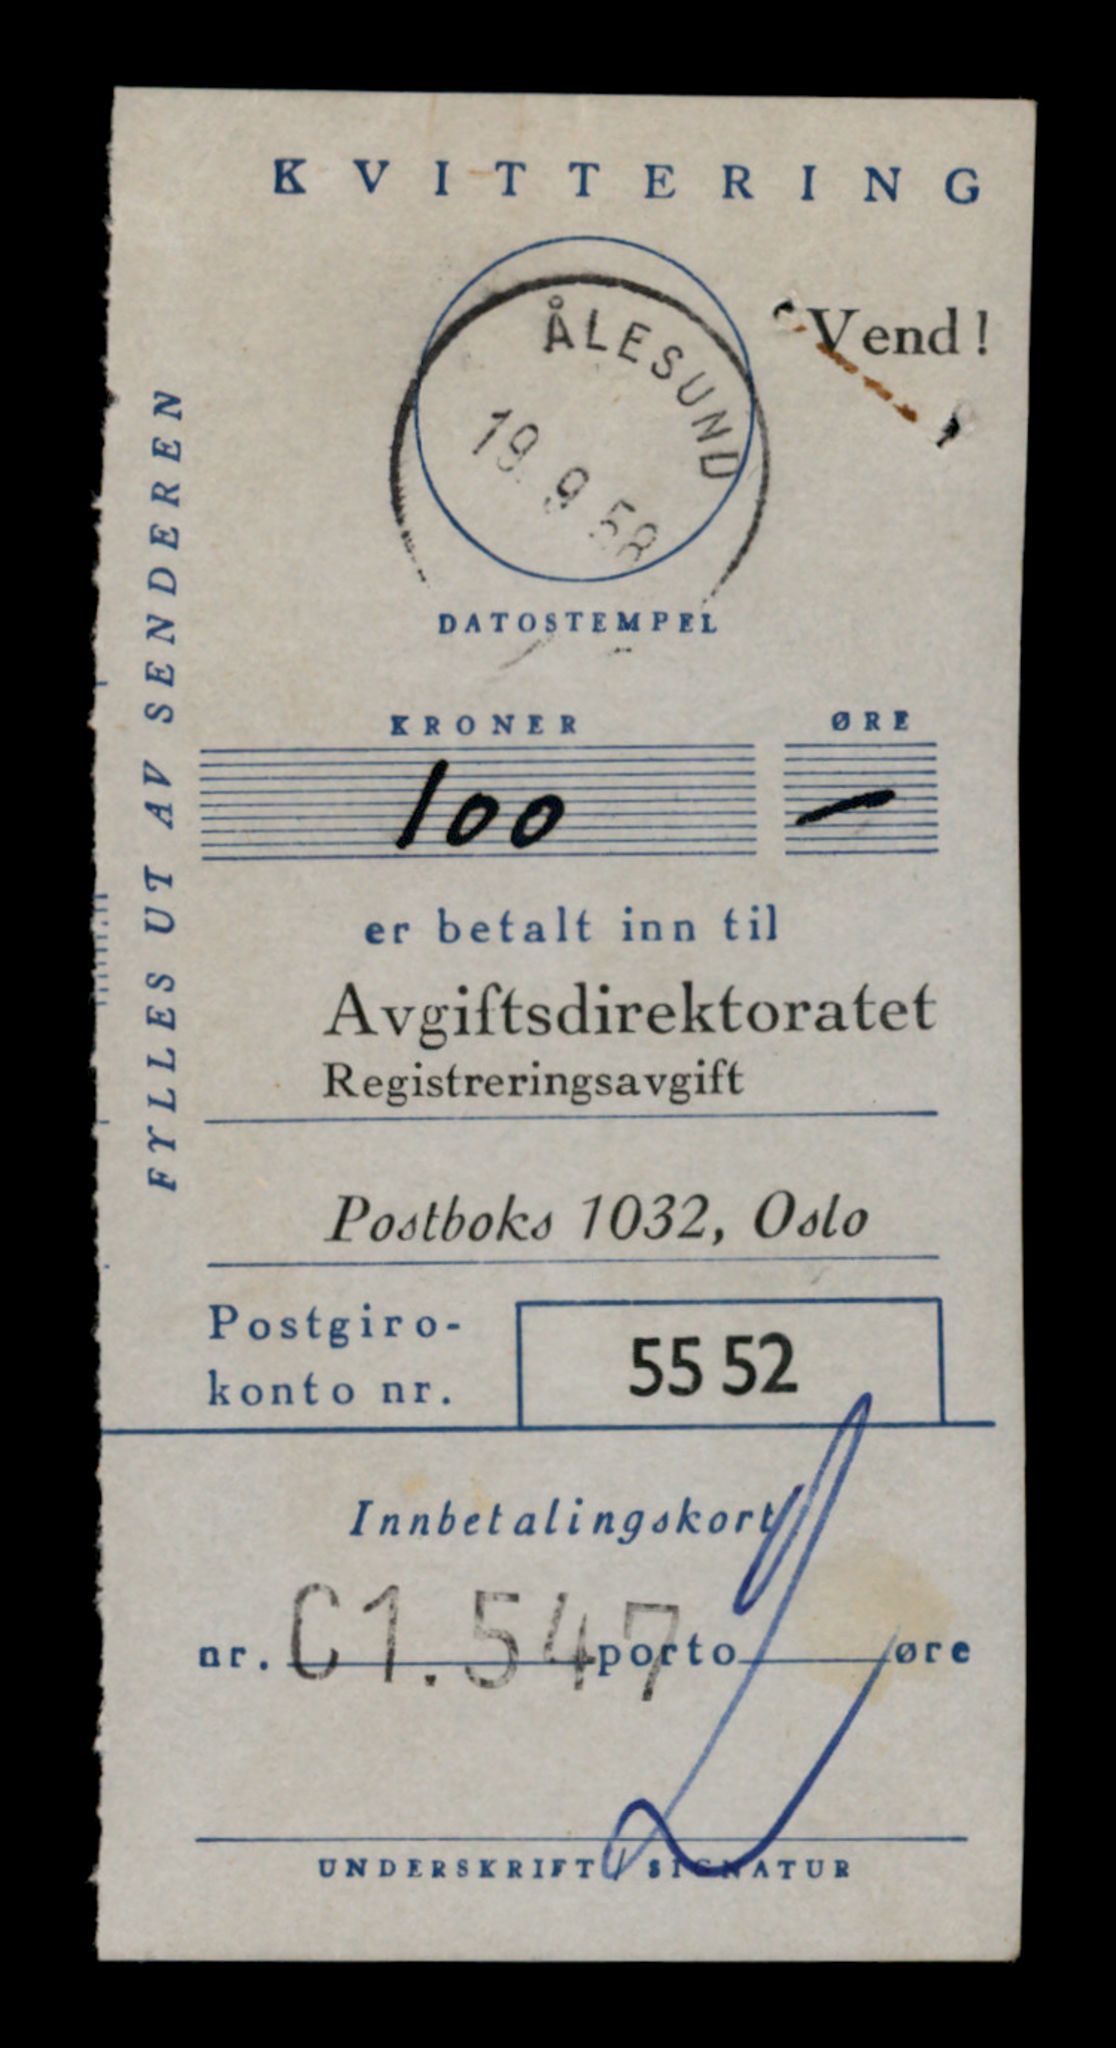 KVITTERING
Vend!
ÅLESUND
19. 9 58
DATOSTEMPEL
FYLLES UT AV SENDEREN
KRONER ØRE
100 —
er betalt inn til
Avgiftsdirektoratet
Registreringsavgift
Postboks 1032, Oslo
Postgiro-
konto nr. 55 52
Innbetalingskort
nr. C1.547 porto øre
UNDERSKRIFT / SIGNATUR